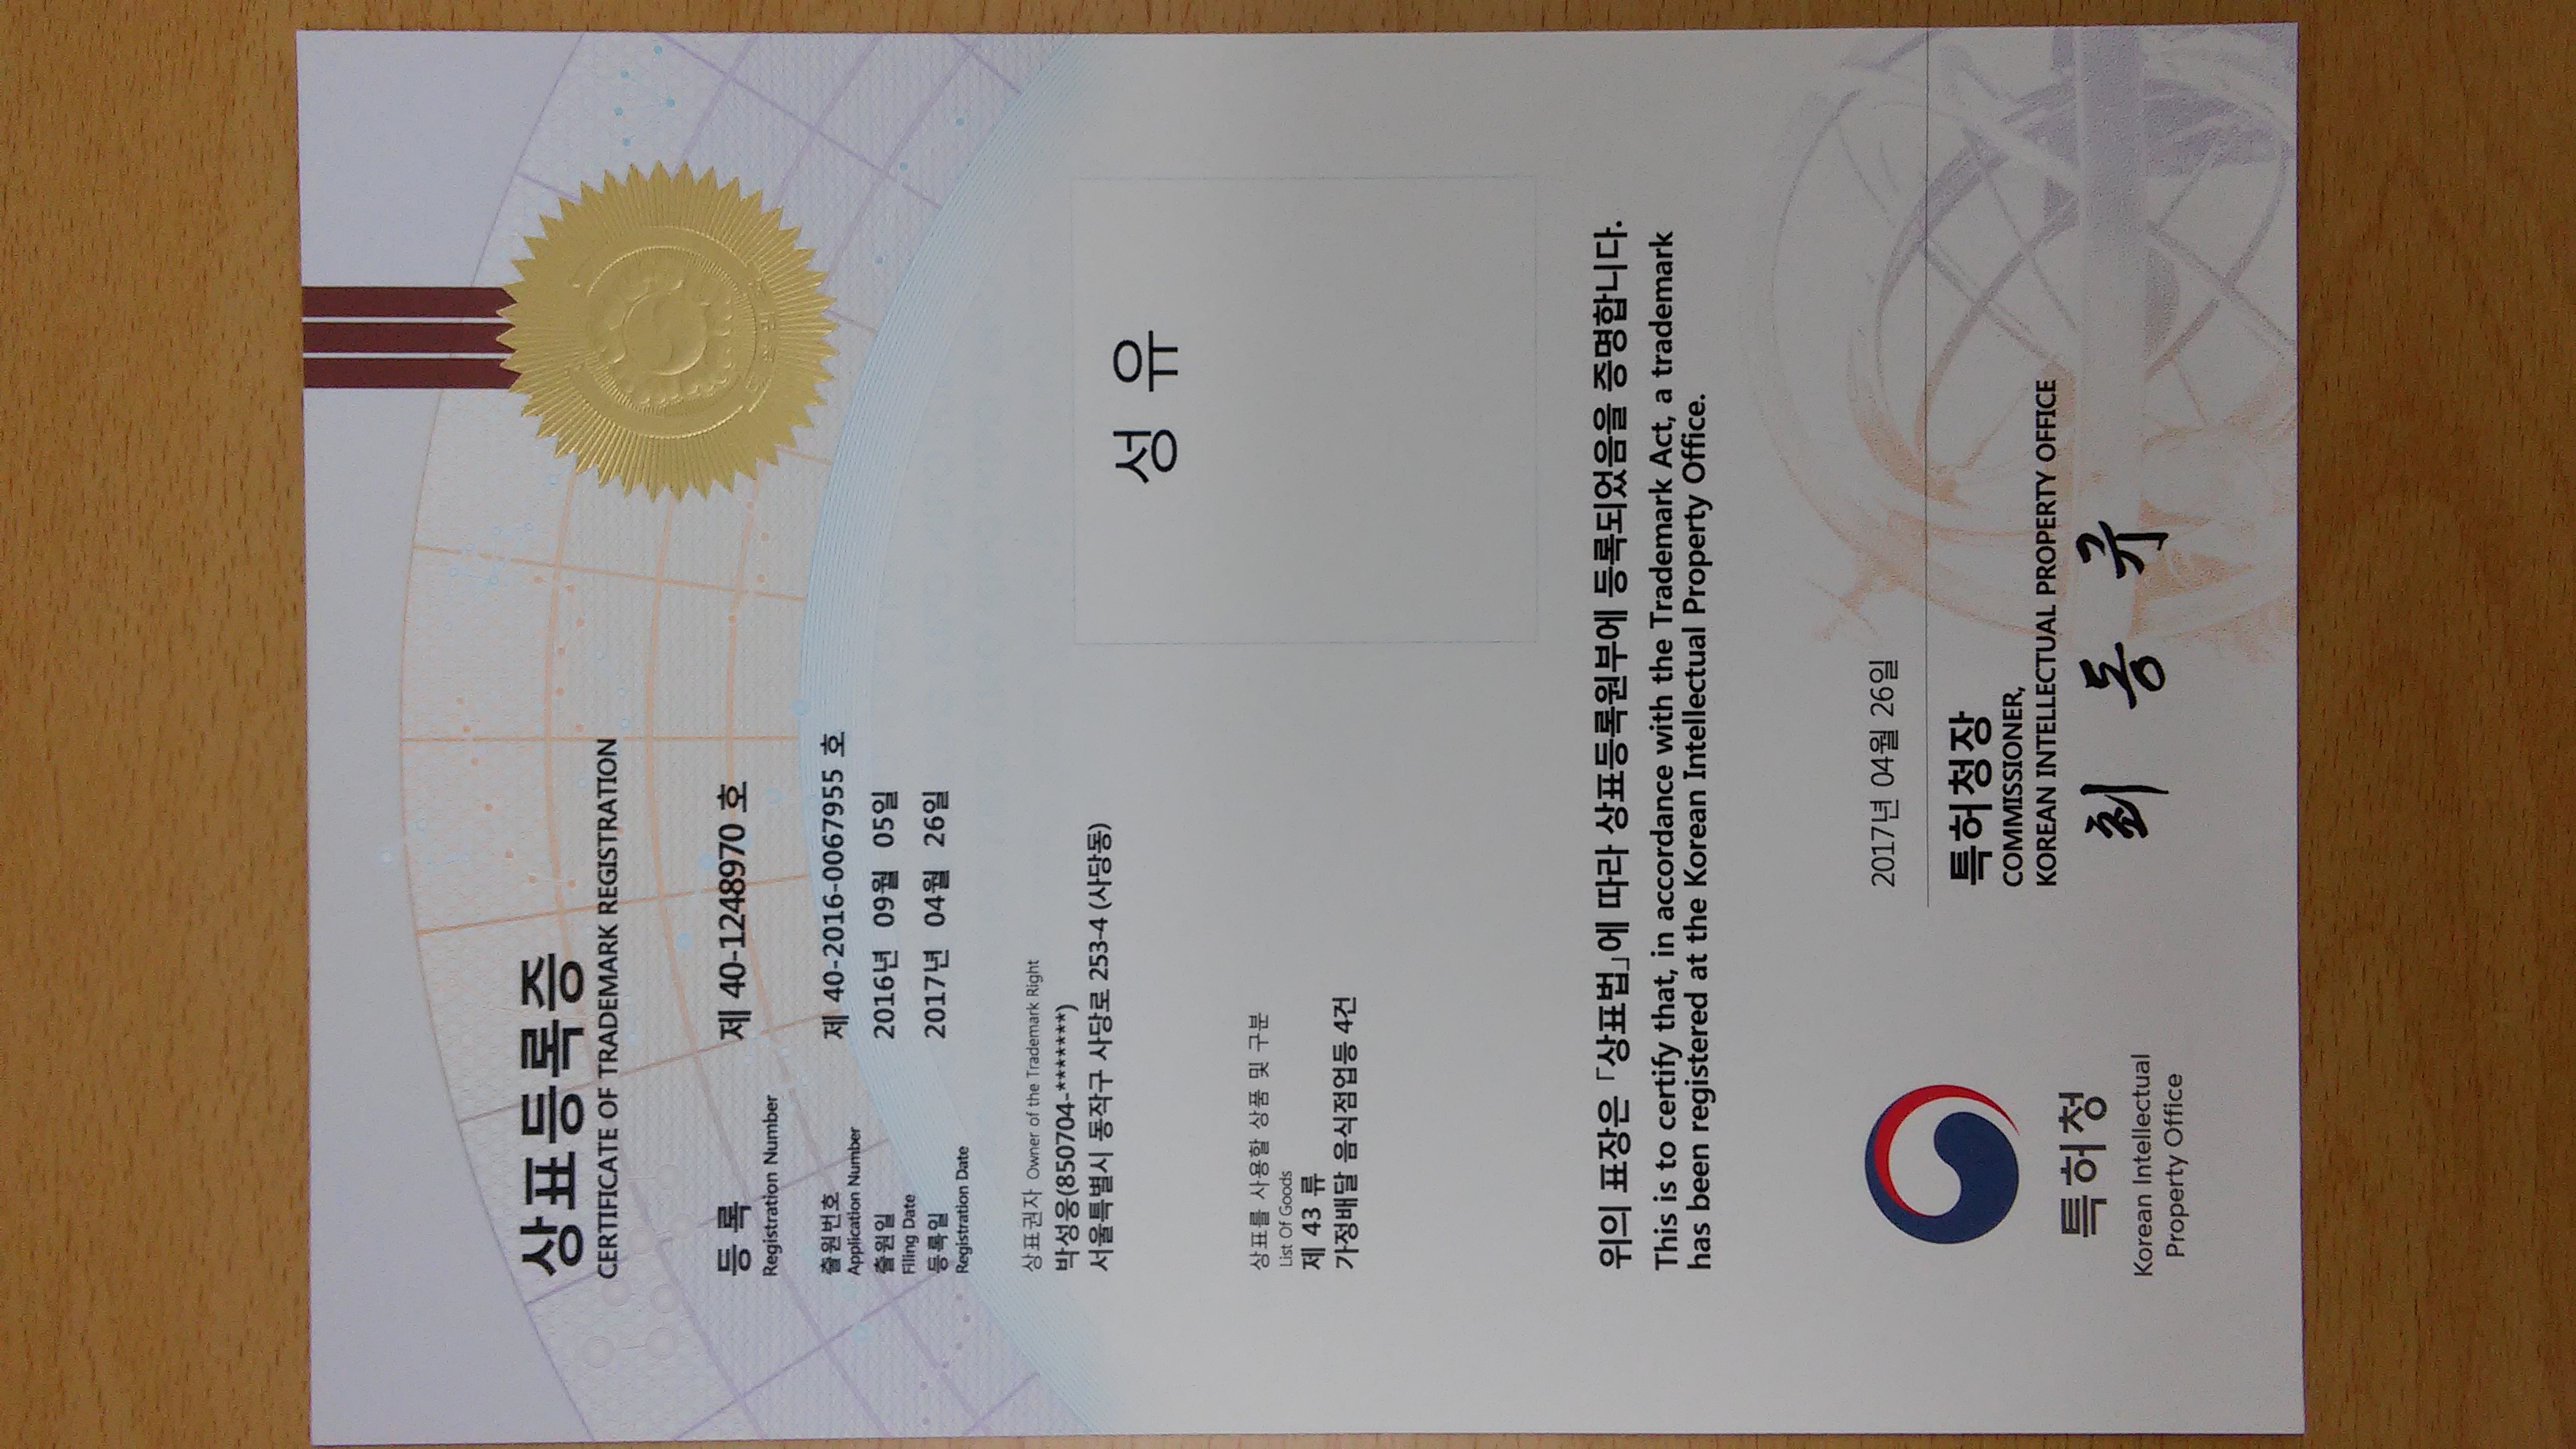 상표등록증
CERTIFICATE OF TRADEMARK REGISTRATION
등 록 제 40-1248970 호
Registration Number
출원번호 제 40-2016-0067955 호
Application Number
출원일 2016년 09월 05일
Filing Date
등록일 2017년 04월 26일
Registration Date
상표권자 Owner of the Trademark Right
박성웅(850704-*******)
서울특별시 동작구 사당로 253-4 (사당동)
성 유
상표를 사용할 상품 및 구분
List Of Goods
제 43 류
가정배달 음식점업등 4건
위의 표장은 「상표법」에 따라 상표등록원부에 등록되었음을 증명합니다.
This is to certify that, in accordance with the Trademark Act, a trademark
has been registered at the Korean Intellectual Property Office.
2017년 04월 26일
특허청장
COMMISSIONER,
KOREAN INTELLECTUAL PROPERTY OFFICE
최 동 규
특허청
Korean Intellectual
Property Office